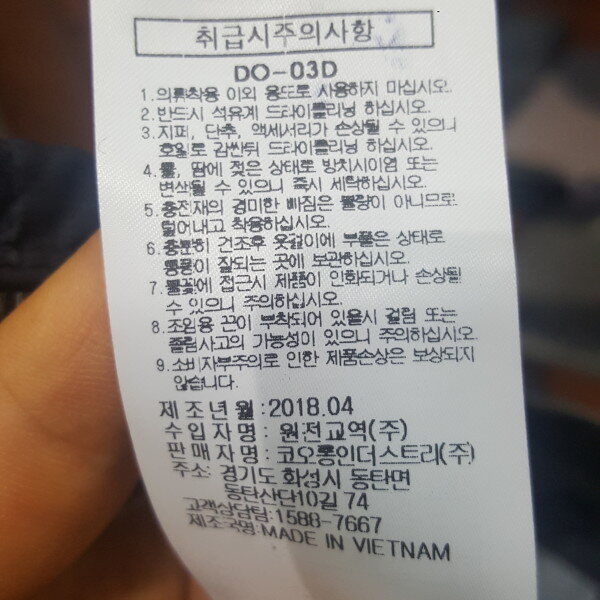 취급시주의사항
DO-03D
1. 의류착용 이외 용도로 사용하지 마십시오.
2. 반드시 석유계 드라이클리닝 하십시오.
3. 지퍼, 단추, 액세서리가 손상될 수 있으니
호일로 감싼뒤 드라이클리닝 하십시오.
4. 물, 땀에 젖은 상태로 방치시이염 또는
변색될 수 있으니 즉시 세탁하십시오.
5. 충전재의 경미한 빠짐은 불량이 아니므로
털어내고 착용하십시오.
6. 충분히 건조후 옷걸이에 부풀은 상태로
통풍이 잘되는 곳에 보관하십시오.
7. 불길에 접근시 제품이 인화되거나 손상될
수 있으니 주의하십시오.
8. 조임용 끈이 부착되어 있을시 걸림 또는
졸림사고의 가능성이 있으니 주의하십시오.
9. 소비자부주의로 인한 제품손상은 보상되지
않습니다.
제조년월:2018.04
수입자명: 원전교역(주)
판매자명: 코오롱인더스트리(주)
주소: 경기도 화성시 동탄면
동탄산단10길 74
고객상담팀:1588-7667
제조국명:MADE IN VIETNAM